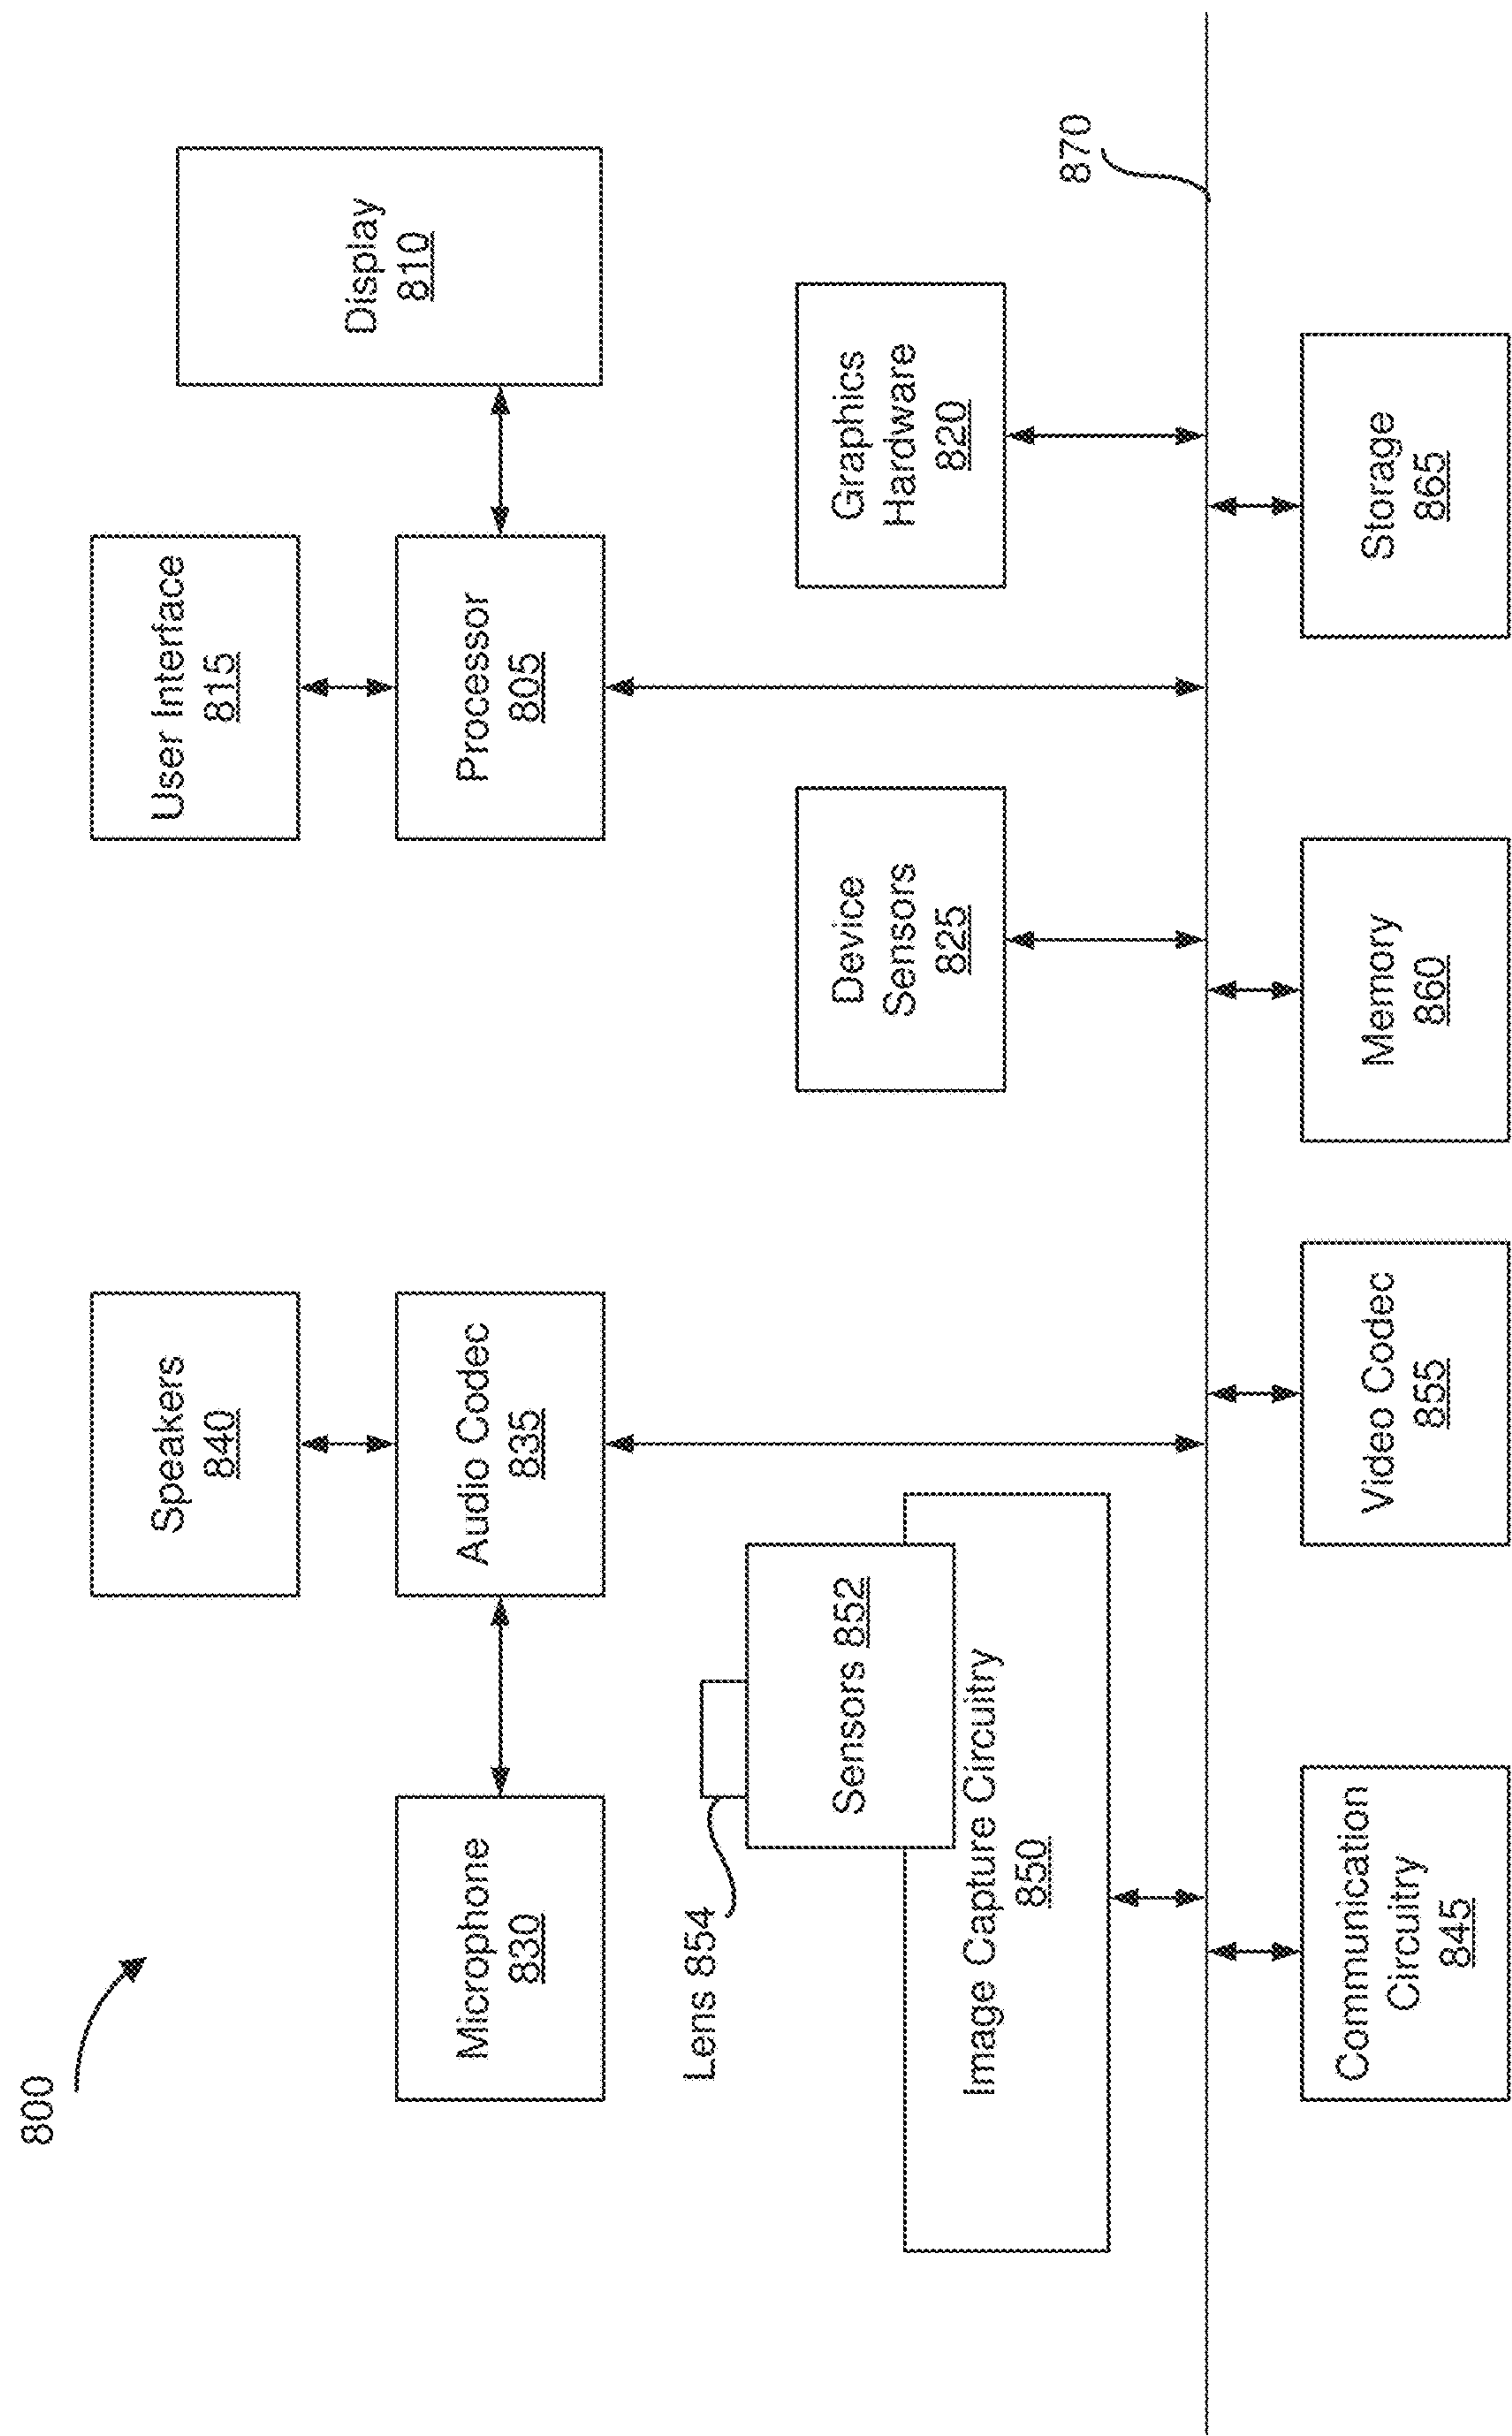 800
Speakers
840
User Interface
815
Microphone
830
Audio Codec
835
Processor
805
Display
810
Lens 854
Sensors 852
Image Capture Circuitry
850
Device
Sensors
825
Graphics
Hardware
820
870
Communication
Circuitry
845
Video Codec
855
Memory
860
Storage
865